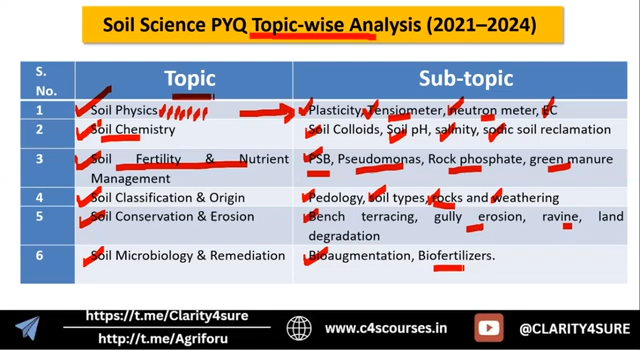 Soil Science PYQ Topic-wise Analysis (2021–2024)
S. No. Topic Sub-topic
1 Soil Physics Plasticity, Tensiometer, neutron meter, EC
2 Soil Chemistry Soil Colloids, Soil pH, salinity, sodic soil reclamation
3 Soil Fertility & Nutrient Management PSB, Pseudomonas, Rock phosphate, green manure
4 Soil Classification & Origin Pedology, soil types, rocks and weathering
5 Soil Conservation & Erosion Bench terracing, gully erosion, ravine, land degradation
6 Soil Microbiology & Remediation Bioaugmentation, Biofertilizers.
https://t.me/Clarity4sure
http://t.me/Agriforu
www.c4scourses.in
@CLARITY4SURE